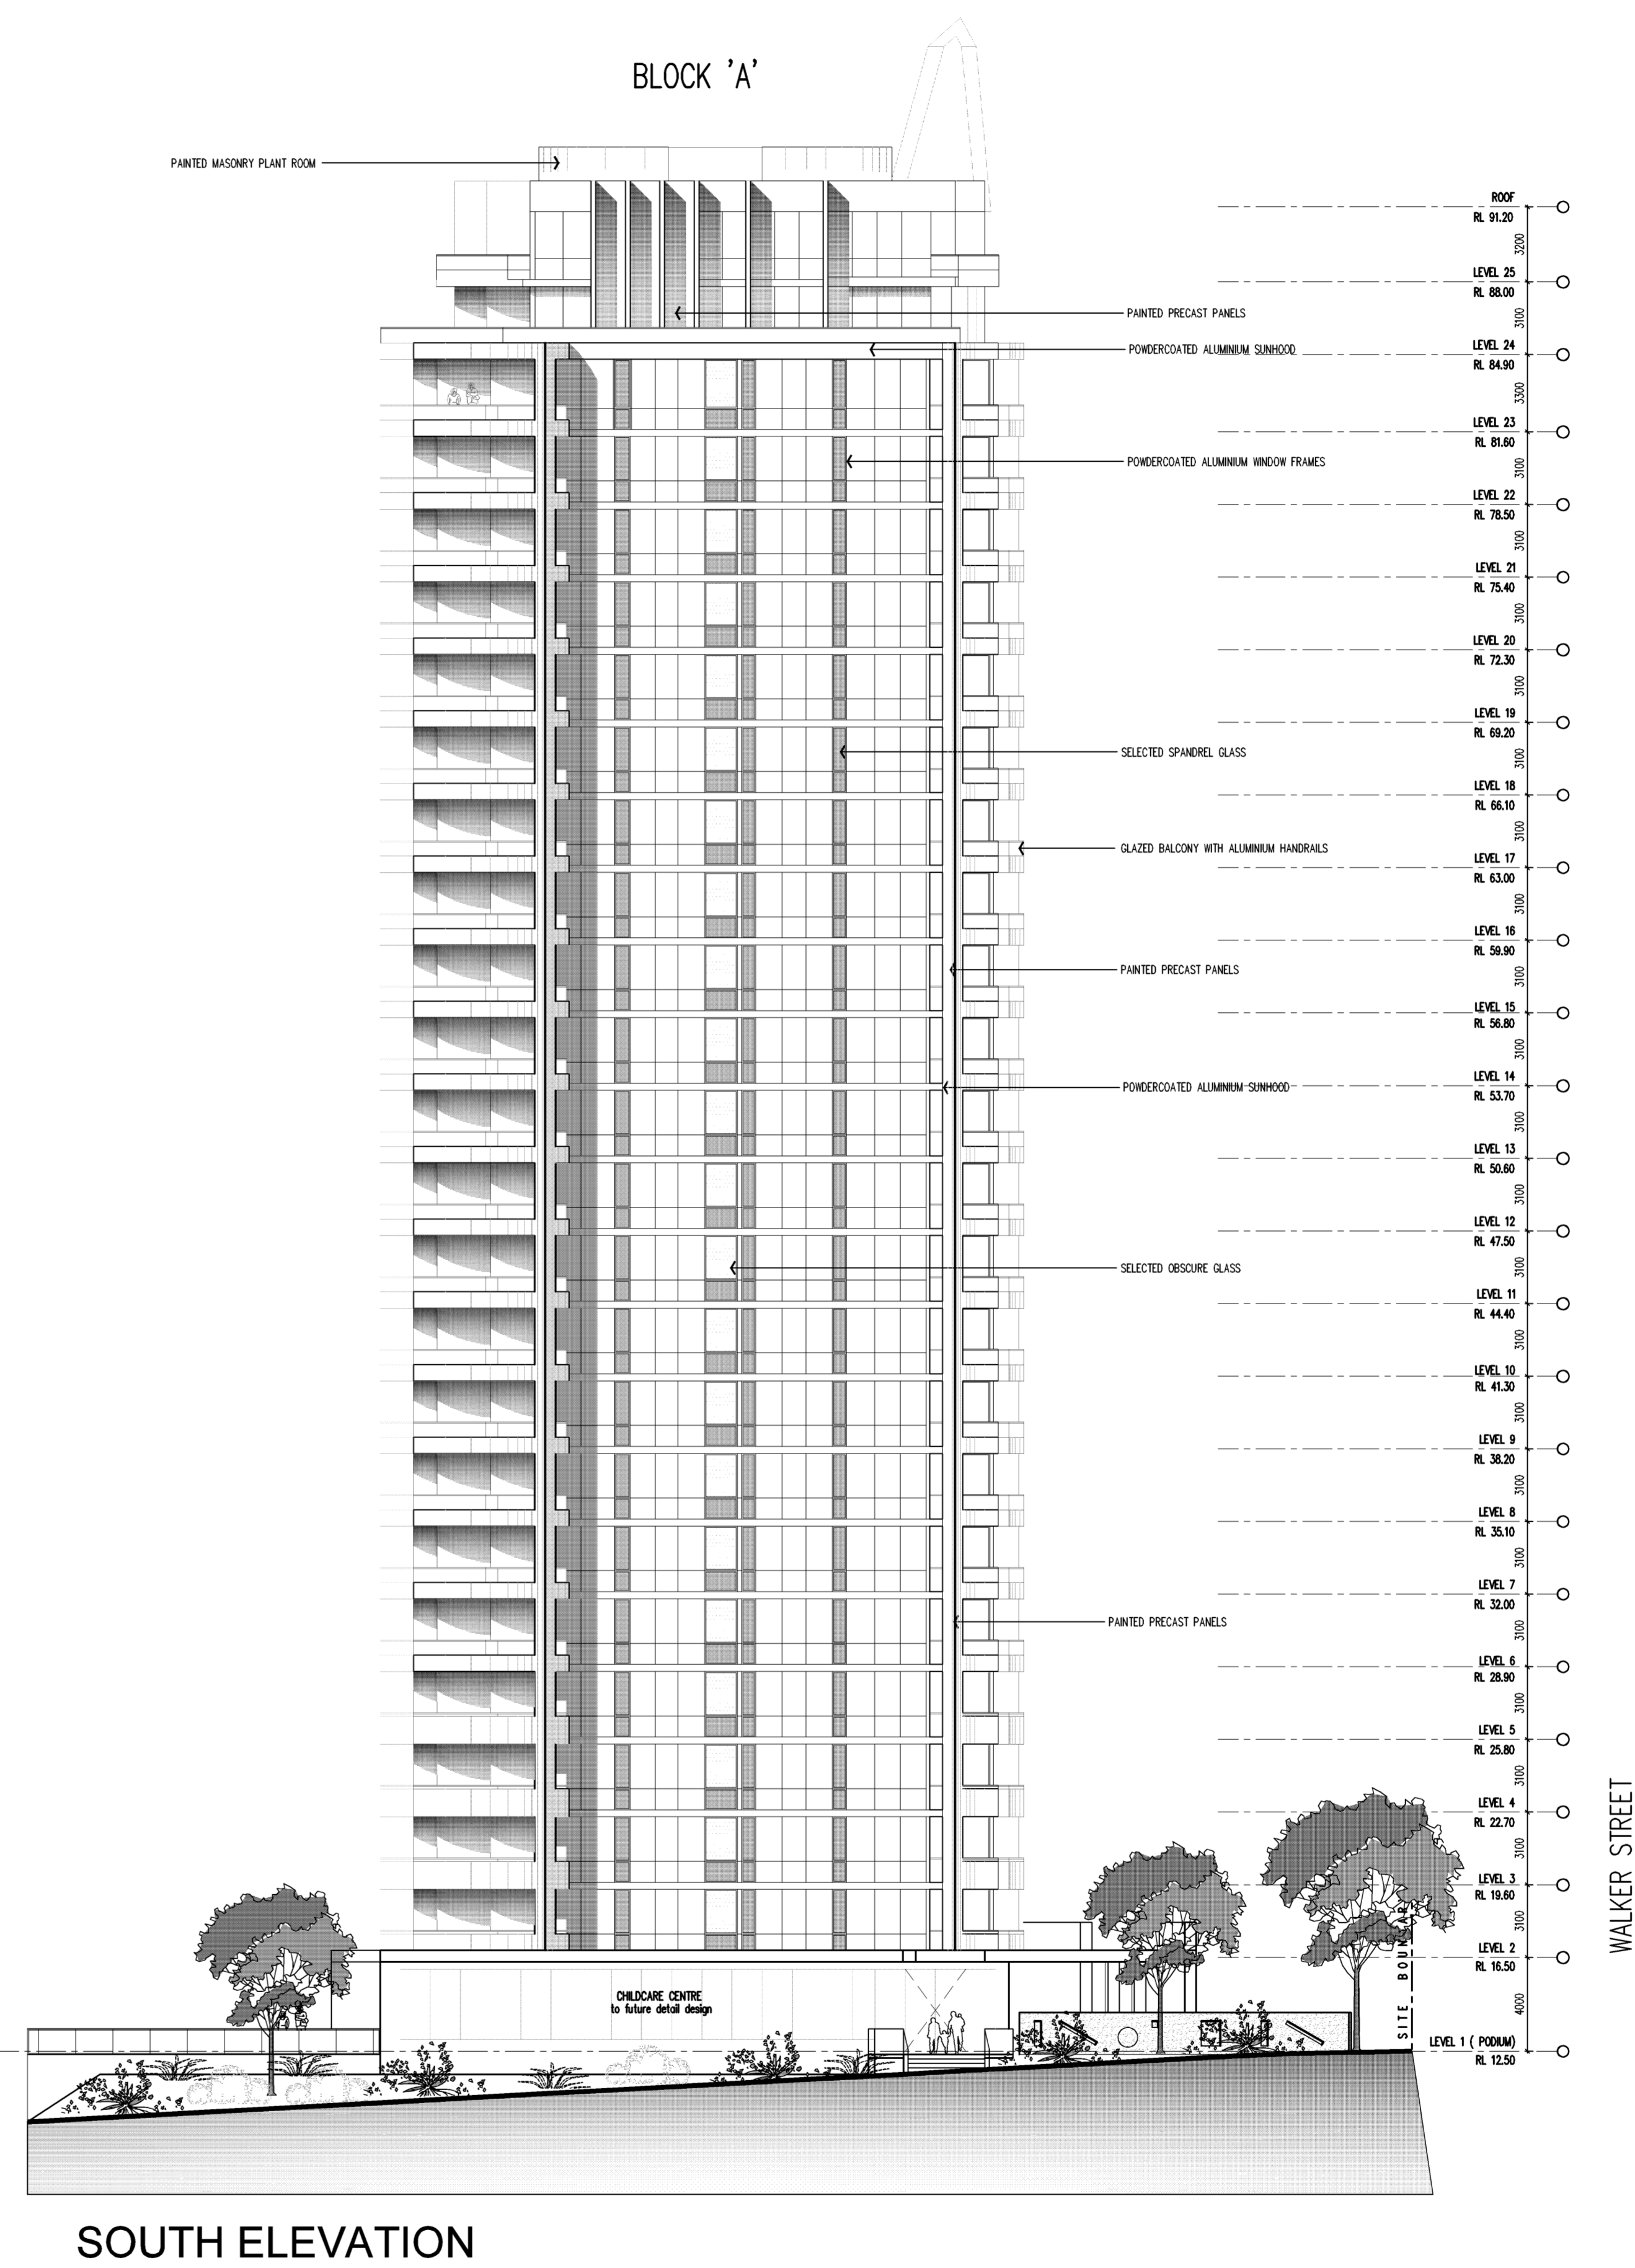 BLOCK 'A'
PAINTED MASONRY PLANT ROOM
ROOF
RL 91.20
3200
LEVEL 25
RL 88.00
PAINTED PRECAST PANELS
3100
POWDERCOATED ALUMINIUM SUNHOOD
LEVEL 24
RL 84.90
3300
LEVEL 23
RL 81.60
POWDERCOATED ALUMINIUM WINDOW FRAMES
3100
LEVEL 22
RL 78.50
3100
LEVEL 21
RL 75.40
3100
LEVEL 20
RL 72.30
3100
LEVEL 19
RL 69.20
SELECTED SPANDREL GLASS
3100
LEVEL 18
RL 66.10
3100
GLAZED BALCONY WITH ALUMINIUM HANDRAILS
LEVEL 17
RL 63.00
3100
LEVEL 16
RL 59.90
PAINTED PRECAST PANELS
3100
LEVEL 15
RL 56.80
3100
LEVEL 14
POWDERCOATED ALUMINIUM SUNHOOD
RL 53.70
3100
LEVEL 13
RL 50.60
3100
LEVEL 12
RL 47.50
SELECTED OBSCURE GLASS
3100
LEVEL 11
RL 44.40
3100
LEVEL 10
RL 41.30
3100
LEVEL 9
RL 38.20
3100
LEVEL 8
RL 35.10
3100
LEVEL 7
RL 32.00
PAINTED PRECAST PANELS
3100
LEVEL 6
RL 28.90
3100
LEVEL 5
RL 25.80
3100
LEVEL 4
RL 22.70
3100
LEVEL 3
RL 19.60
3100
LEVEL 2
RL 16.50
4000
LEVEL 1 ( PODIUM)
RL 12.50
CHILDCARE CENTRE
to future detail design
SITE
WALKER STREET
SOUTH ELEVATION